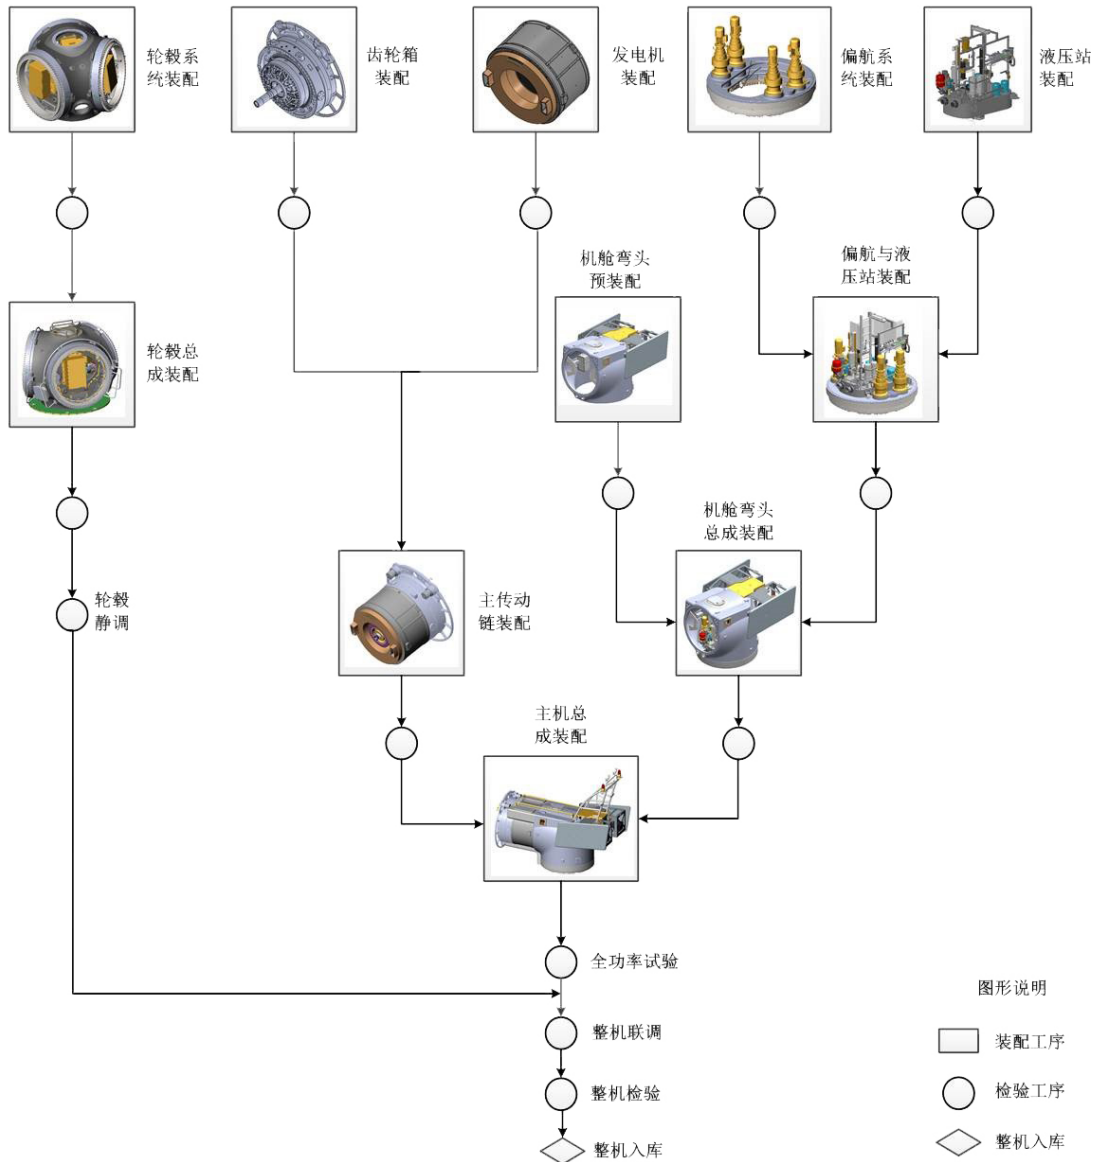 轮毂系
统装配
齿轮箱
装配
发电机
装配
偏航系
统装配
液压站
装配
机舱弯头
预装配
偏航与液
压站装配
轮毂总
成装配
机舱弯头
总成装配
轮毂
静调
主传动
链装配
主机总
成装配
全功率试验
图形说明
整机联调
装配工序
整机检验
检验工序
整机入库
整机入库